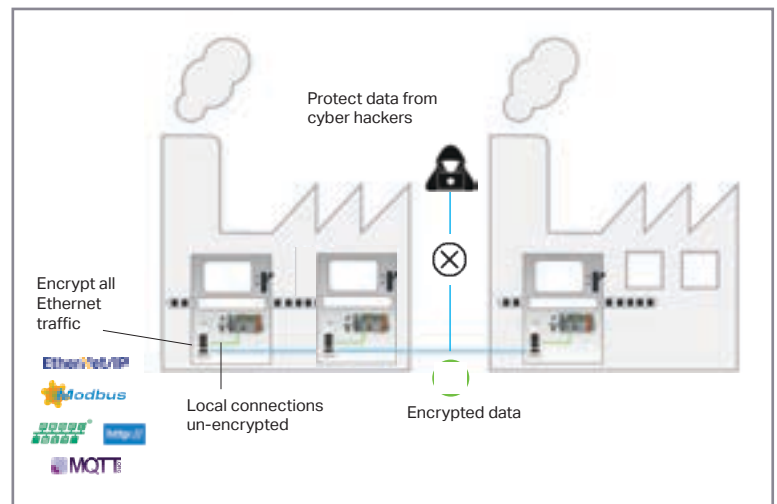 Protect data from
cyber hackers
Encrypt all
Ethernet
traffic
EtherNet/IP
Modbus
http://
MQTT
Local connections
un-encrypted
Encrypted data